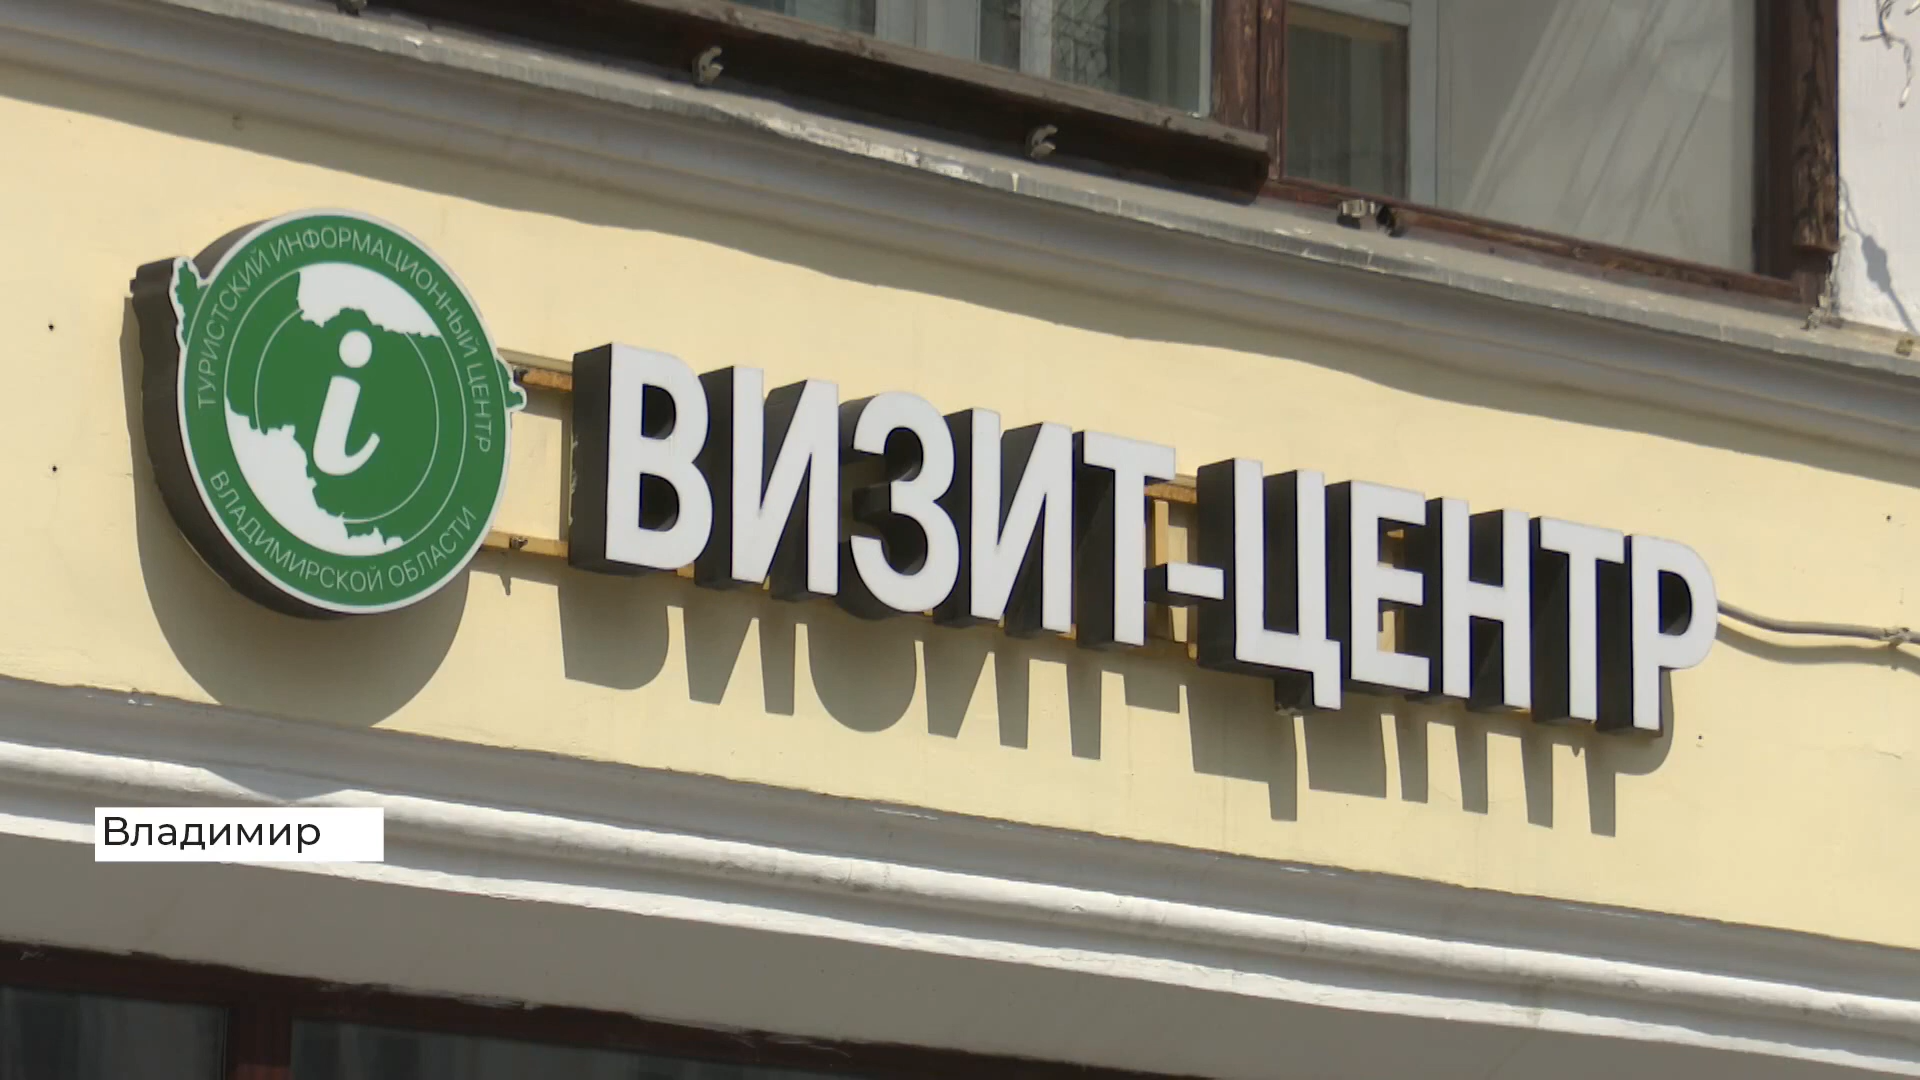 ТУРИСТСКИЙ ИНФОРМАЦИОННЫЙ ЦЕНТР
ВЛАДИМИРСКОЙ ОБЛАСТИ
i
ВИЗИТ-ЦЕНТР
Владимир